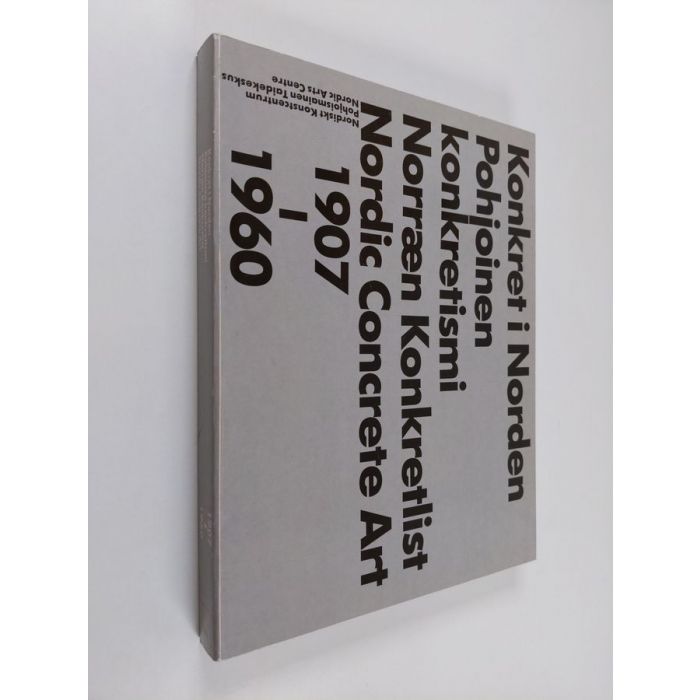 Konkret i Norden
Pohjoinen
konkretismi
Norræn Konkretlist
Nordic Concrete Art
1907
–
1960
Nordiskt Konstcentrum
Pohjoismainen Taidekeskus
Nordic Arts Centre